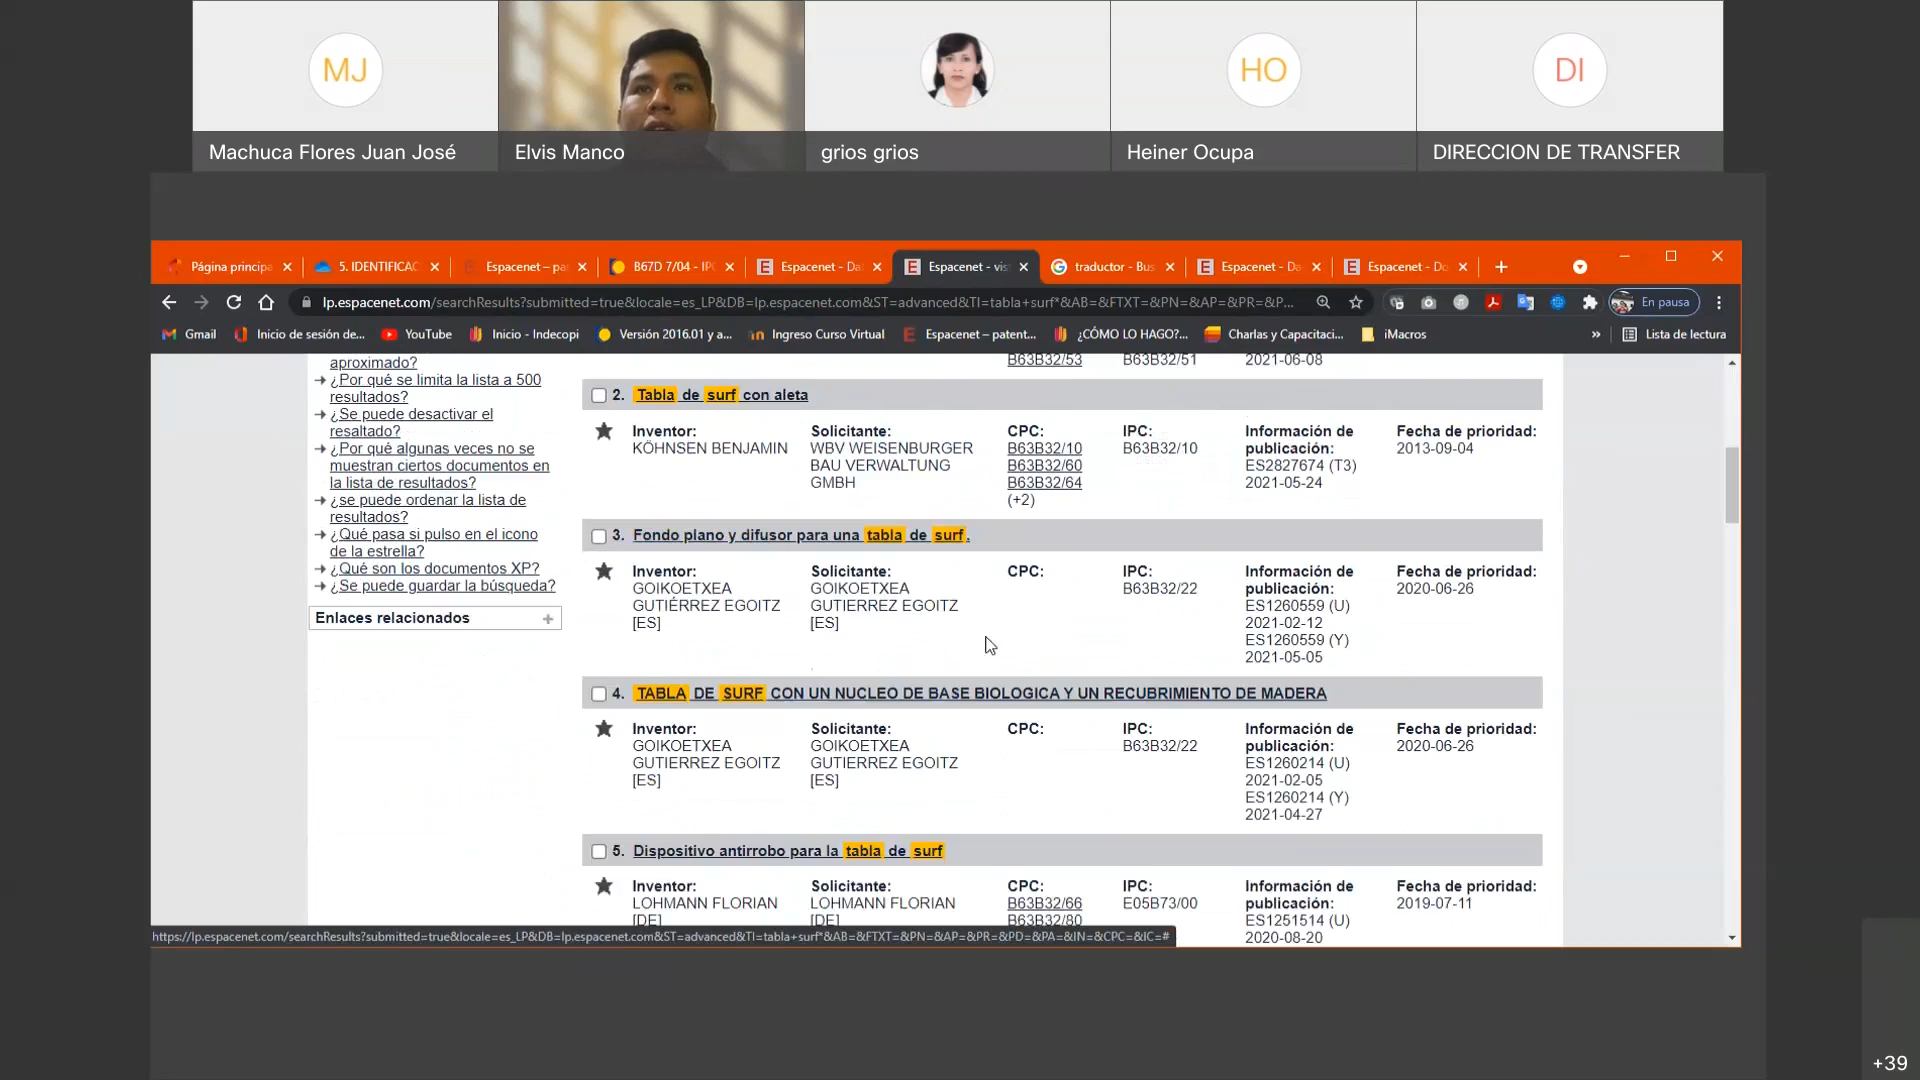 MJ
HO
DI
Machuca Flores Juan José
Elvis Manco
grios grios
Heiner Ocupa
DIRECCION DE TRANSFER
Página principa
5. IDENTIFICAC
Espacenet – pa
B67D 7/04 - IP
Espacenet - Da
Espacenet - vis
traductor - Bus
Espacenet - Da
Espacenet - Do
lp.espacenet.com/searchResults?submitted=true&locale=es_LP&DB=lp.espacenet.com&ST=advanced&TI=tabla+surf*&AB=&FTXT=&PN=&AP=&PR=&P...
En pausa
Gmail
Inicio de sesión de...
YouTube
Inicio - Indecopi
Versión 2016.01 y a...
Ingreso Curso Virtual
Espacenet – patent...
¿CÓMO LO HAGO?...
Charlas y Capacitaci...
iMacros
»
Lista de lectura
aproximado?
¿Por qué se limita la lista a 500
resultados?
¿Se puede desactivar el
resaltado?
¿Por qué algunas veces no se
muestran ciertos documentos en
la lista de resultados?
¿se puede ordenar la lista de
resultados?
¿Qué pasa si pulso en el icono
de la estrella?
¿Qué son los documentos XP?
¿Se puede guardar la búsqueda?
Enlaces relacionados
B63B32/53
B63B32/51
2021-06-08
2. Tabla de surf con aleta
Inventor:
KÖHNSEN BENJAMIN
Solicitante:
WBV WEISENBURGER
BAU VERWALTUNG
GMBH
CPC:
B63B32/10
B63B32/60
B63B32/64
(+2)
IPC:
B63B32/10
Información de
publicación:
ES2827674 (T3)
2021-05-24
Fecha de prioridad:
2013-09-04
3. Fondo plano y difusor para una tabla de surf.
Inventor:
GOIKOETXEA
GUTIÉRREZ EGOITZ
[ES]
Solicitante:
GOIKOETXEA
GUTIERREZ EGOITZ
[ES]
CPC:
IPC:
B63B32/22
Información de
publicación:
ES1260559 (U)
2021-02-12
ES1260559 (Y)
2021-05-05
Fecha de prioridad:
2020-06-26
4. TABLA DE SURF CON UN NUCLEO DE BASE BIOLOGICA Y UN RECUBRIMIENTO DE MADERA
Inventor:
GOIKOETXEA
GUTIERREZ EGOITZ
[ES]
Solicitante:
GOIKOETXEA
GUTIERREZ EGOITZ
[ES]
CPC:
IPC:
B63B32/22
Información de
publicación:
ES1260214 (U)
2021-02-05
ES1260214 (Y)
2021-04-27
Fecha de prioridad:
2020-06-26
5. Dispositivo antirrobo para la tabla de surf
Inventor:
LOHMANN FLORIAN
[DE]
Solicitante:
LOHMANN FLORIAN
[DE]
CPC:
B63B32/66
B63B32/80
IPC:
E05B73/00
Información de
publicación:
ES1251514 (U)
2020-08-20
Fecha de prioridad:
2019-07-11
https://lp.espacenet.com/searchResults?submitted=true&locale=es_LP&DB=lp.espacenet.com&ST=advanced&TI=tabla+surf*&AB=&FTXT=&PN=&AP=&PR=&PD=&PA=&IN=&CPC=&IC=#
+39